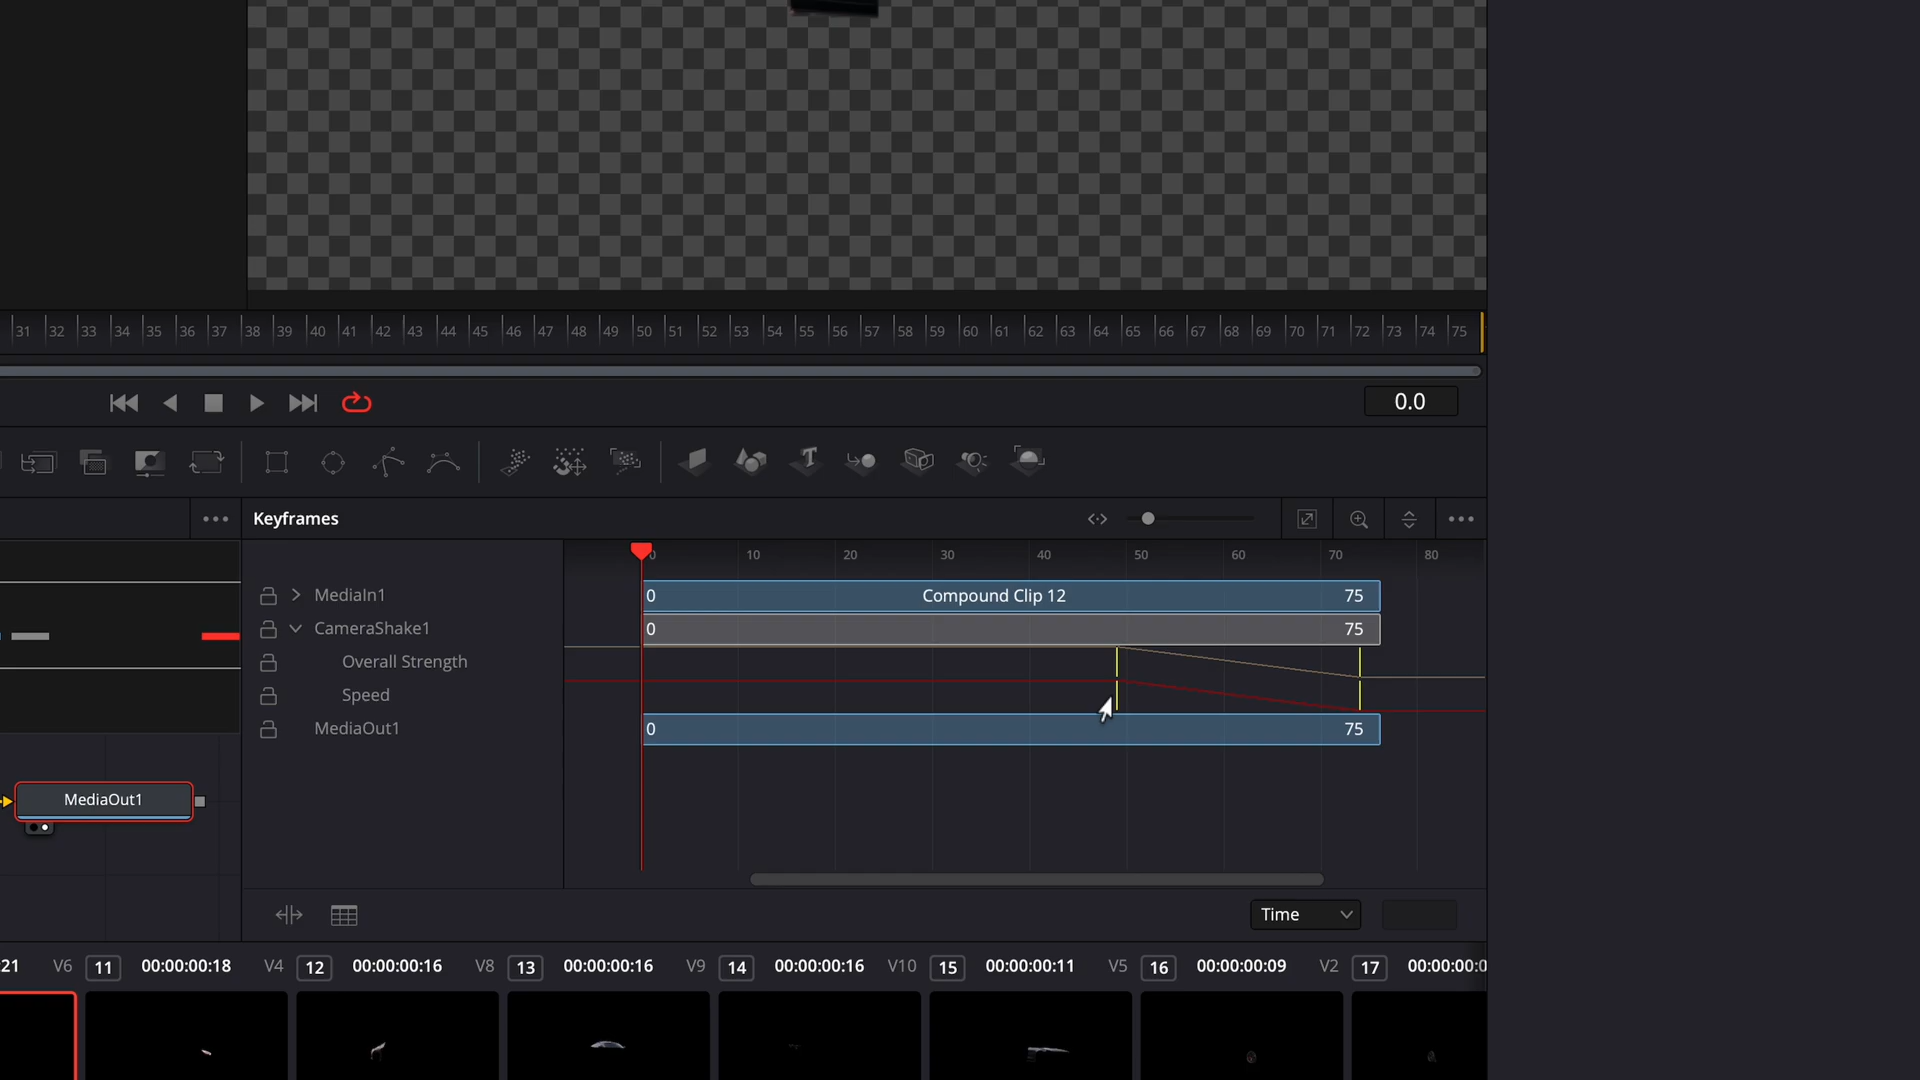 31 32 33 34 35 36 37 38 39 40 41 42 43 44 45 46 47 48 49 50 51 52 53 54 55 56 57 58 59 60 61 62 63 64 65 66 67 68 69 70 71 72 73 74 75
0.0
T
Keyframes
0 10 20 30 40 50 60 70 80
MediaIn1 0 Compound Clip 12 75
CameraShake1 0 75
Overall Strength
Speed
MediaOut1 0 75
MediaOut1
Time
:21 V6 11 00:00:00:18 V4 12 00:00:00:16 V8 13 00:00:00:16 V9 14 00:00:00:16 V10 15 00:00:00:11 V5 16 00:00:00:09 V2 17 00:00:00:0